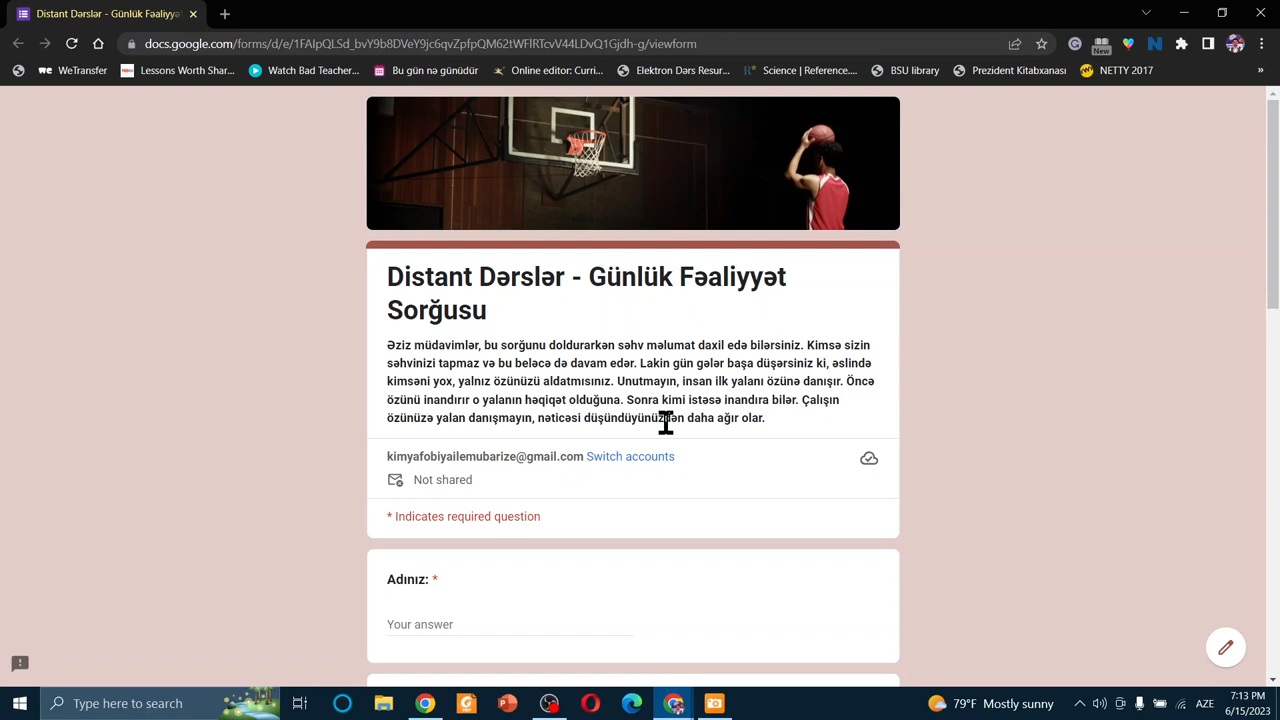 Distant Dərslər - Günlük Fəaliyyət
docs.google.com/forms/d/e/1FAIpQLSd_bvY9b8DVeY9jc6qvZpfpQM62tWFlRTcvV44LDvQ1Gjdh-g/viewform
New
WeTransfer Lessons Worth Shar... Watch Bad Teacher... Bu gün nə günüdür Online editor: Curri... Elektron Dərs Resur... Science | Reference.... BSU library Prezident Kitabxanası NETTY 2017 »
Distant Dərslər - Günlük Fəaliyyət
Sorğusu
Əziz müdavimlər, bu sorğunu doldurarkən səhv məlumat daxil edə bilərsiniz. Kimsə sizin
səhvinizi tapmaz və bu beləcə də davam edər. Lakin gün gələr başa düşərsiniz ki, əslində
kimsəni yox, yalnız özünüzü aldatmısınız. Unutmayın, insan ilk yalanı özünə danışır. Öncə
özünü inandırır o yalanın həqiqət olduğuna. Sonra kimi istəsə inandıra bilər. Çalışın
özünüzə yalan danışmayın, nəticəsi düşündüyünüzdən daha ağır olar.
kimyafobiyailemubarize@gmail.com Switch accounts
Not shared
* Indicates required question
Adınız: *
Your answer
Type here to search
79°F Mostly sunny
AZE
7:13 PM
6/15/2023